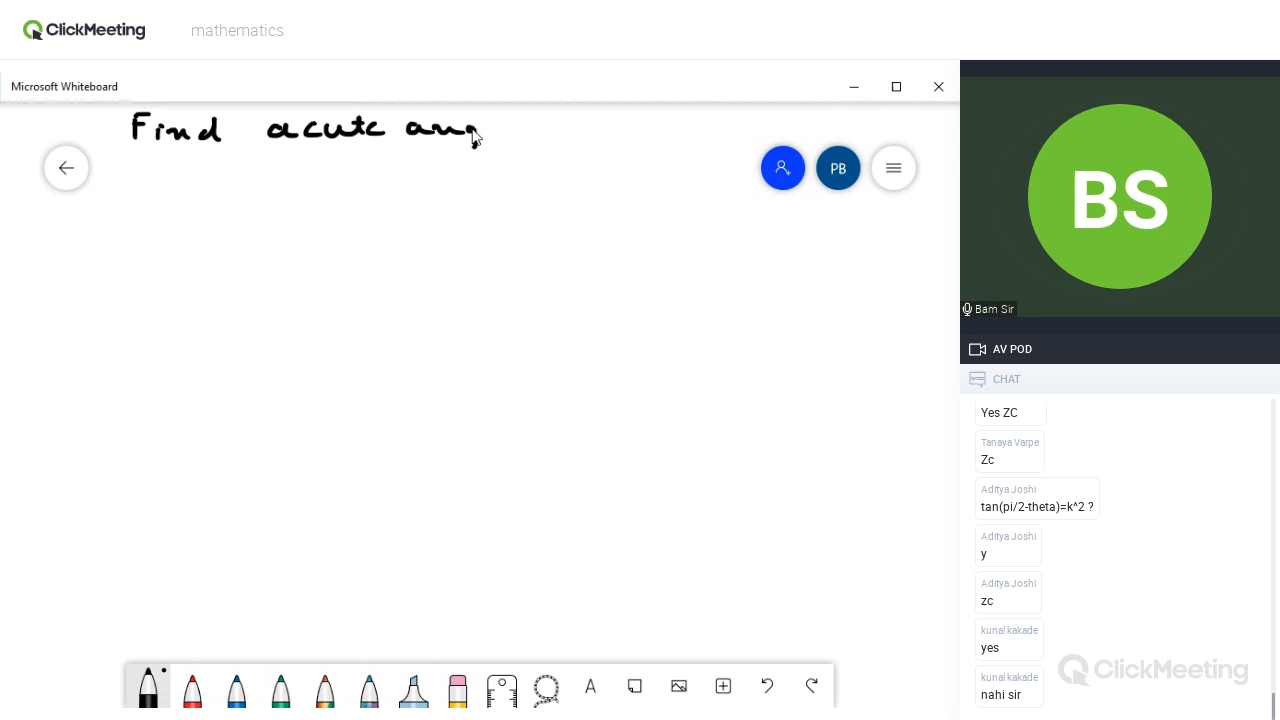 ClickMeeting mathematics
Microsoft Whiteboard
Find acute ang
PB
BS
Bam Sir
AV POD
CHAT
Yes ZC
Tanaya Varpe
Zc
Aditya Joshi
tan(pi/2-theta)=k^2 ?
Aditya Joshi
y
Aditya Joshi
zc
kunal kakade
yes
kunal kakade
nahi sir
ClickMeeting
A